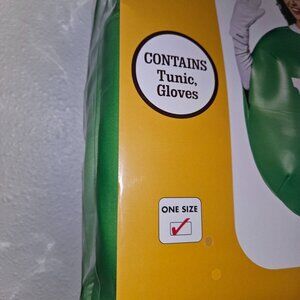 CONTAINS
Tunic,
Gloves
ONE SIZE